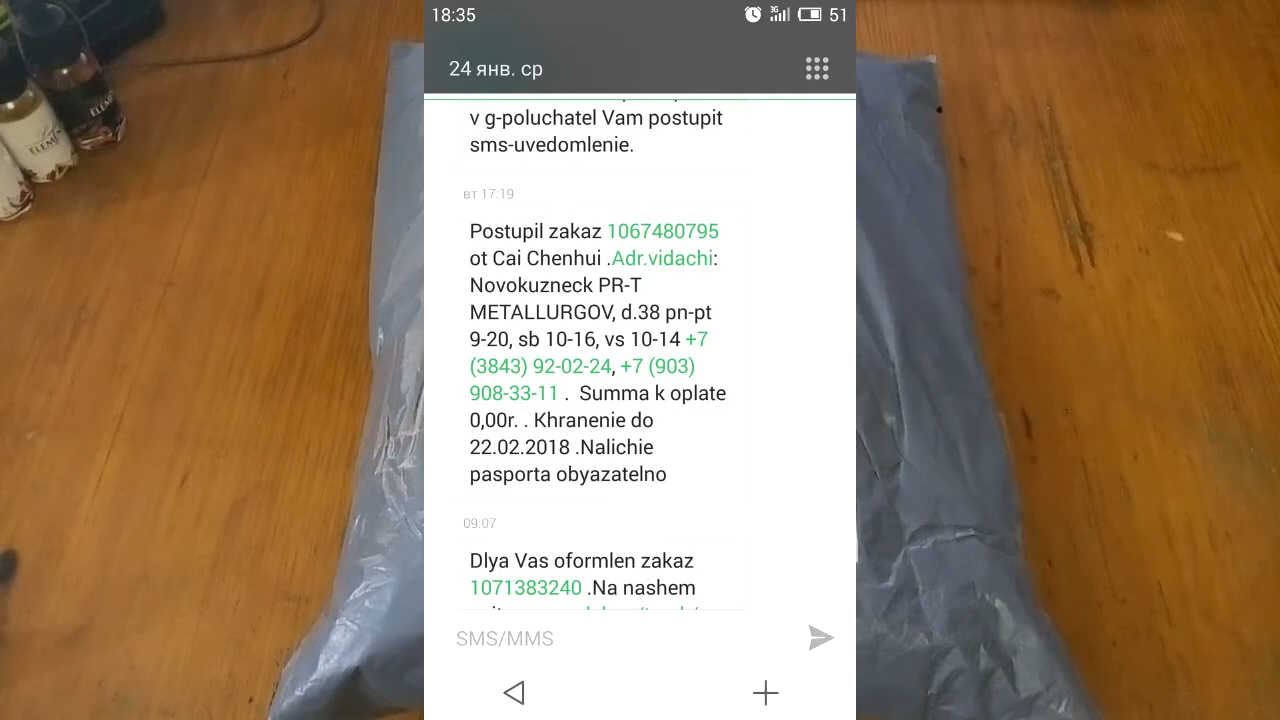 18:35
3G
51
24 янв. ср
v g-poluchatel Vam postupit
sms-uvedomlenie.
вт 17:19
Postupil zakaz 1067480795
ot Cai Chenhui .Adr.vidachi:
Novokuzneck PR-T
METALLURGOV, d.38 pn-pt
9-20, sb 10-16, vs 10-14 +7
(3843) 92-02-24, +7 (903)
908-33-11 .  Summa k oplate
0,00r. . Khranenie do
22.02.2018 .Nalichie
pasporta obyazatelno
09:07
Dlya Vas oformlen zakaz
1071383240 .Na nashem
SMS/MMS